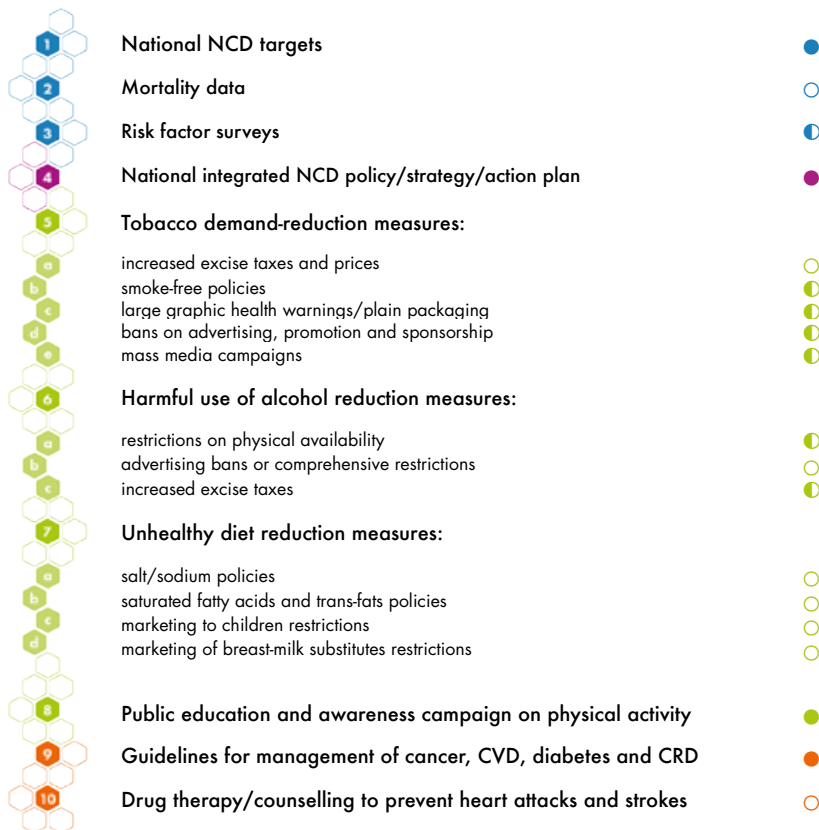 1 National NCD targets
2 Mortality data
3 Risk factor surveys
4 National integrated NCD policy/strategy/action plan
5 Tobacco demand-reduction measures:
a increased excise taxes and prices
b smoke-free policies
c large graphic health warnings/plain packaging
d bans on advertising, promotion and sponsorship
e mass media campaigns
6 Harmful use of alcohol reduction measures:
a restrictions on physical availability
b advertising bans or comprehensive restrictions
c increased excise taxes
7 Unhealthy diet reduction measures:
a salt/sodium policies
b saturated fatty acids and trans-fats policies
c marketing to children restrictions
d marketing of breast-milk substitutes restrictions
8 Public education and awareness campaign on physical activity
9 Guidelines for management of cancer, CVD, diabetes and CRD
10 Drug therapy/counselling to prevent heart attacks and strokes